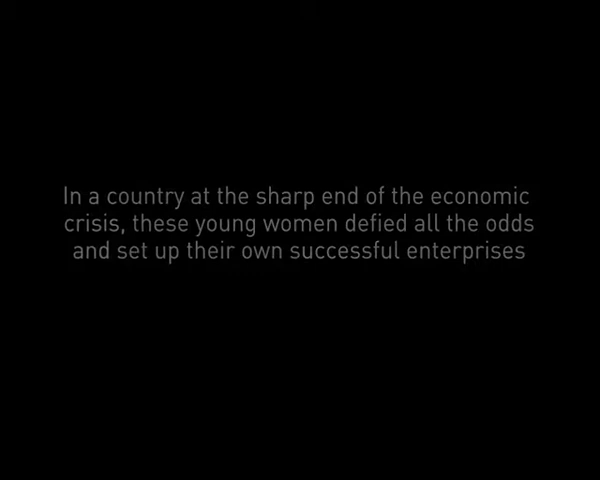 In a country at the sharp end of the economic
crisis, these young women defied all the odds
and set up their own successful enterprises